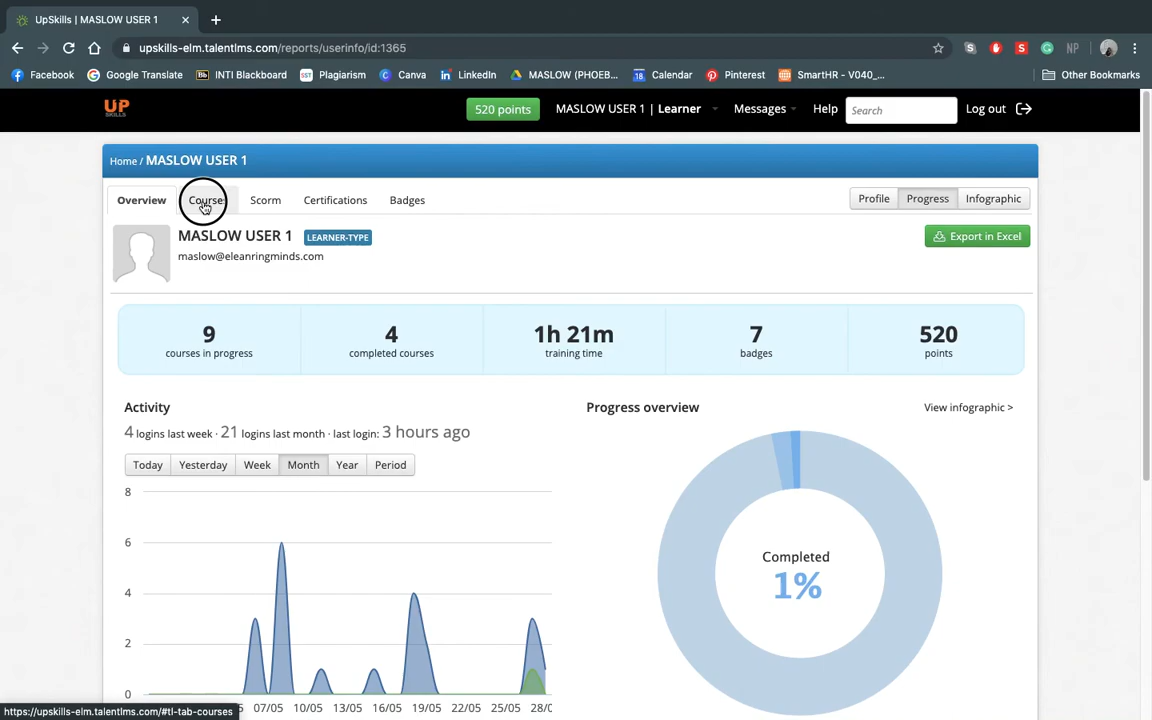 UpSkills | MASLOW USER 1
upskills-elm.talentlms.com/reports/userinfo/id:1365
NP
Facebook
Google Translate
Bb INTI Blackboard
SST Plagiarism
Canva
LinkedIn
MASLOW (PHOEB...
18 Calendar
Pinterest
SmartHR - V040_...
Other Bookmarks
UP
SKILLS
520 points
MASLOW USER 1 | Learner
Messages
Help
Search
Log out
Home / MASLOW USER 1
Overview
Courses
Scorm
Certifications
Badges
Profile
Progress
Infographic
MASLOW USER 1
LEARNER-TYPE
maslow@eleanringminds.com
Export in Excel
9
courses in progress
4
completed courses
1h 21m
training time
7
badges
520
points
Activity
4 logins last week · 21 logins last month · last login: 3 hours ago
Today
Yesterday
Week
Month
Year
Period
8
6
4
2
0
07/05
10/05
13/05
16/05
19/05
22/05
25/05
28/0
Progress overview
View infographic >
Completed
1%
https://upskills-elm.talentlms.com/#tl-tab-courses